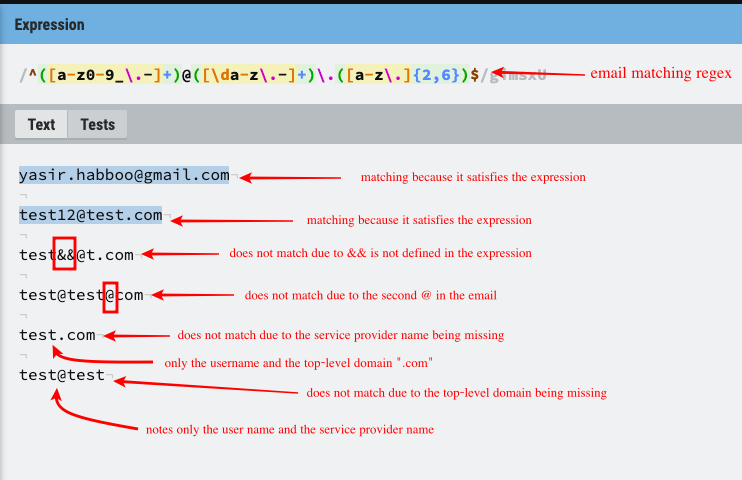 Expression
/^([a-z0-9_\.-]+)@([\da-z\.-]+)\.([a-z\.]{2,6})$/gimsxU
email matching regex
Text Tests
yasir.habboo@gmail.com matching because it satisfies the expression
test12@test.com matching because it satisfies the expression
test&&@t.com does not match due to && is not defined in the expression
test@test@com does not match due to the second @ in the email
test.com does not match due to the service provider name being missing
only the username and the top-level domain ".com"
test@test
does not match due to the top-level domain being missing
notes only the user name and the service provider name